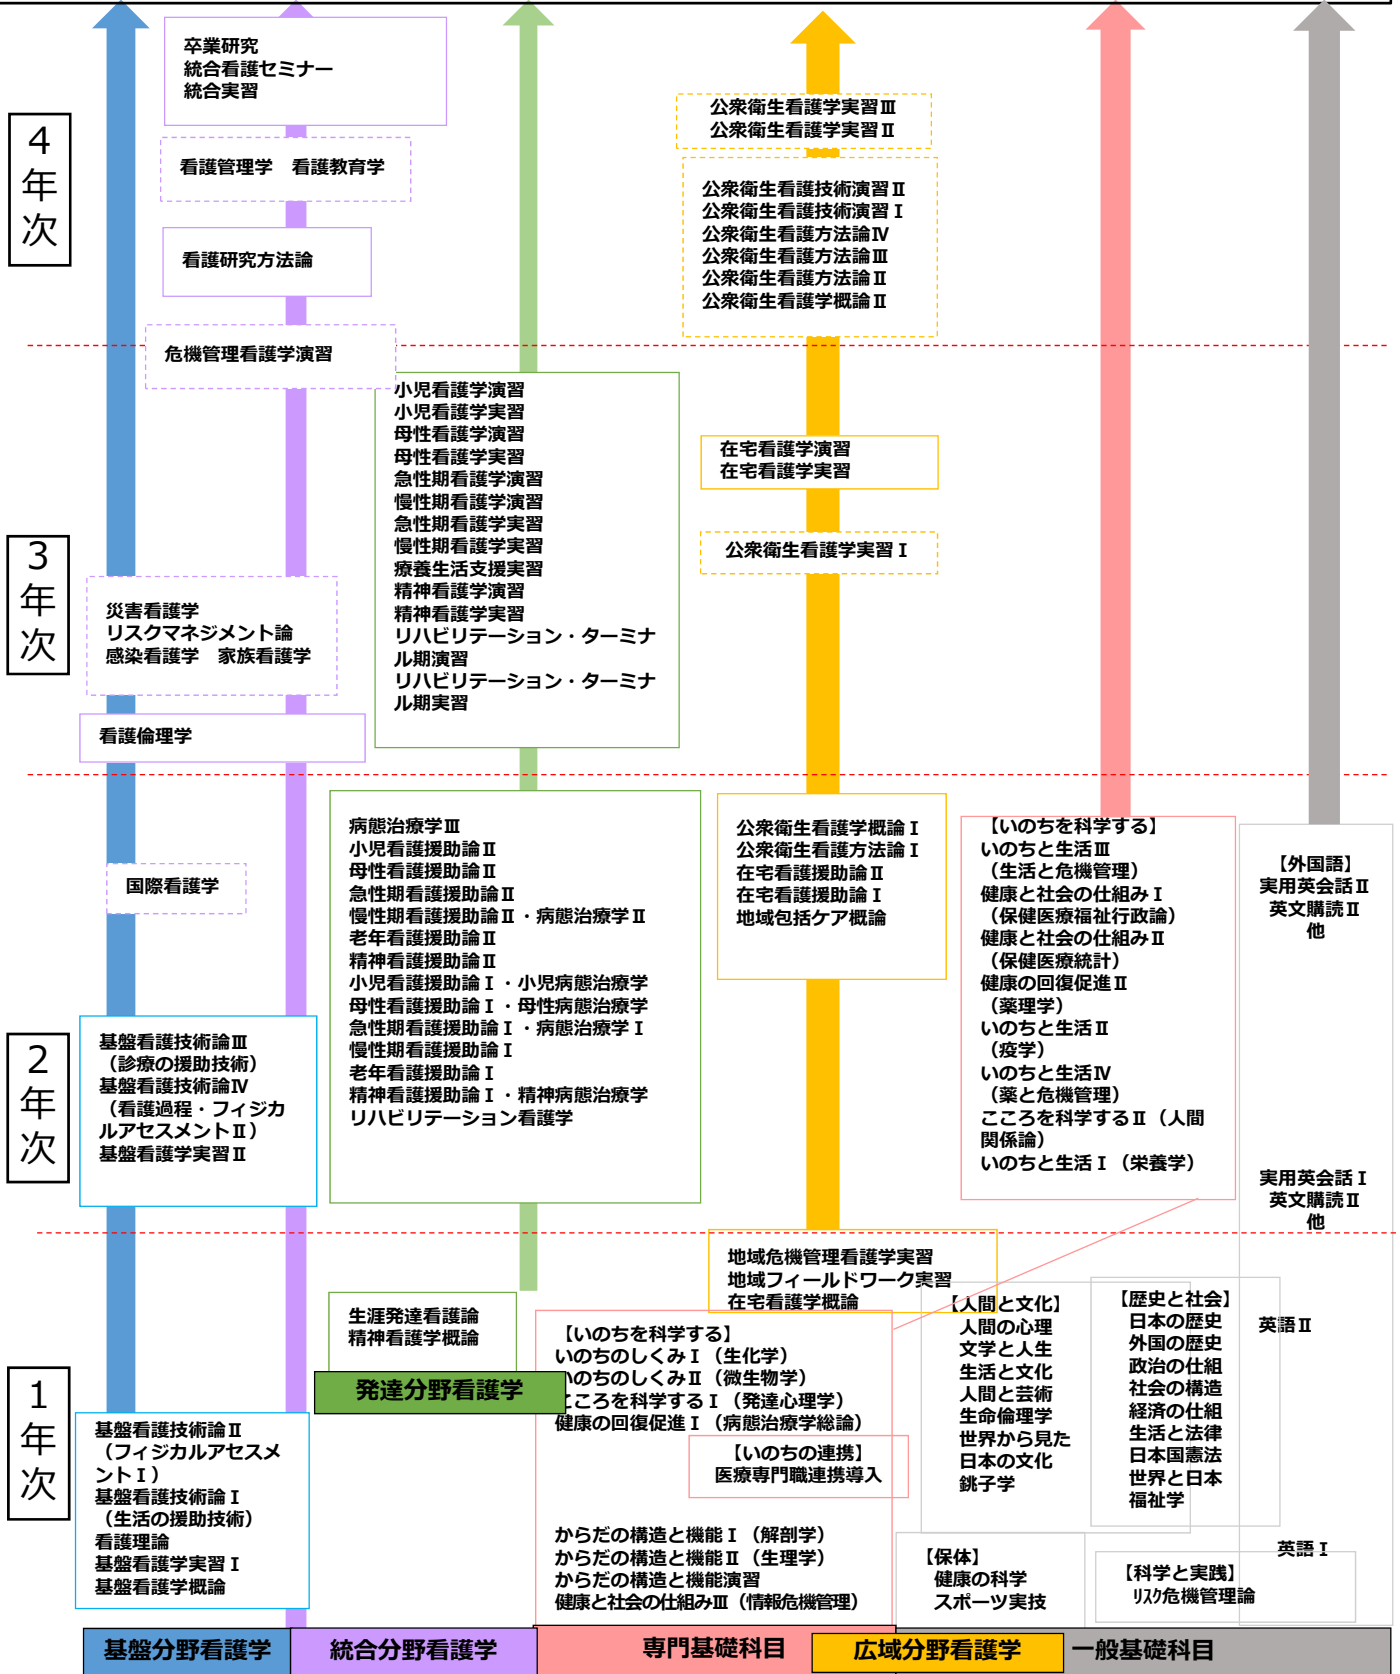 4
年
次
卒業研究
統合看護セミナー
統合実習
看護管理学　看護教育学
看護研究方法論
危機管理看護学演習
公衆衛生看護学実習Ⅲ
公衆衛生看護学実習Ⅱ
公衆衛生看護技術演習Ⅱ
公衆衛生看護技術演習Ⅰ
公衆衛生看護方法論Ⅳ
公衆衛生看護方法論Ⅲ
公衆衛生看護方法論Ⅱ
公衆衛生看護学概論Ⅱ
3
年
次
災害看護学
リスクマネジメント論
感染看護学　家族看護学
看護倫理学
小児看護学演習
小児看護学実習
母性看護学演習
母性看護学実習
急性期看護学演習
慢性期看護学演習
急性期看護学実習
慢性期看護学実習
療養生活支援実習
精神看護学演習
精神看護学実習
リハビリテーション・ターミナ
ル期演習
リハビリテーション・ターミナ
ル期実習
在宅看護学演習
在宅看護学実習
公衆衛生看護学実習Ⅰ
2
年
次
国際看護学
基盤看護技術論Ⅲ
（診療の援助技術）
基盤看護技術論Ⅳ
（看護過程・フィジカ
ルアセスメントⅡ）
基盤看護学実習Ⅱ
病態治療学Ⅲ
小児看護援助論Ⅱ
母性看護援助論Ⅱ
急性期看護援助論Ⅱ
慢性期看護援助論Ⅱ・病態治療学Ⅱ
老年看護援助論Ⅱ
精神看護援助論Ⅱ
小児看護援助論Ⅰ・小児病態治療学
母性看護援助論Ⅰ・母性病態治療学
急性期看護援助論Ⅰ・病態治療学Ⅰ
慢性期看護援助論Ⅰ
老年看護援助論Ⅰ
精神看護援助論Ⅰ・精神病態治療学
リハビリテーション看護学
公衆衛生看護学概論Ⅰ
公衆衛生看護方法論Ⅰ
在宅看護援助論Ⅱ
在宅看護援助論Ⅰ
地域包括ケア概論
【いのちを科学する】
いのちと生活Ⅲ
（生活と危機管理）
健康と社会の仕組みⅠ
（保健医療福祉行政論）
健康と社会の仕組みⅡ
（保健医療統計）
健康の回復促進Ⅱ
（薬理学）
いのちと生活Ⅱ
（疫学）
いのちと生活Ⅳ
（薬と危機管理）
こころを科学するⅡ（人間
関係論）
いのちと生活Ⅰ（栄養学）
【外国語】
実用英会話Ⅱ
英文購読Ⅱ
他
実用英会話Ⅰ
英文購読Ⅱ
他
1
年
次
基盤看護技術論Ⅱ
（フィジカルアセスメ
ントⅠ）
基盤看護技術論Ⅰ
（生活の援助技術）
看護理論
基盤看護学実習Ⅰ
基盤看護学概論
生涯発達看護論
精神看護学概論
発達分野看護学
地域危機管理看護学実習
地域フィールドワーク実習
在宅看護学概論
【いのちを科学する】
いのちのしくみⅠ（生化学）
いのちのしくみⅡ（微生物学）
こころを科学するⅠ（発達心理学）
健康の回復促進Ⅰ（病態治療学総論）
【いのちの連携】
医療専門職連携導入
からだの構造と機能Ⅰ（解剖学）
からだの構造と機能Ⅱ（生理学）
からだの構造と機能演習
健康と社会の仕組みⅢ（情報危機管理）
【人間と文化】
人間の心理
文学と人生
生活と文化
人間と芸術
生命倫理学
世界から見た
日本の文化
銚子学
【歴史と社会】
日本の歴史
外国の歴史
政治の仕組
社会の構造
経済の仕組
生活と法律
日本国憲法
世界と日本
福祉学
英語Ⅱ
英語Ⅰ
【保体】
健康の科学
スポーツ実技
【科学と実践】
ﾘｽｸ危機管理論
基盤分野看護学
統合分野看護学
専門基礎科目
広域分野看護学
一般基礎科目